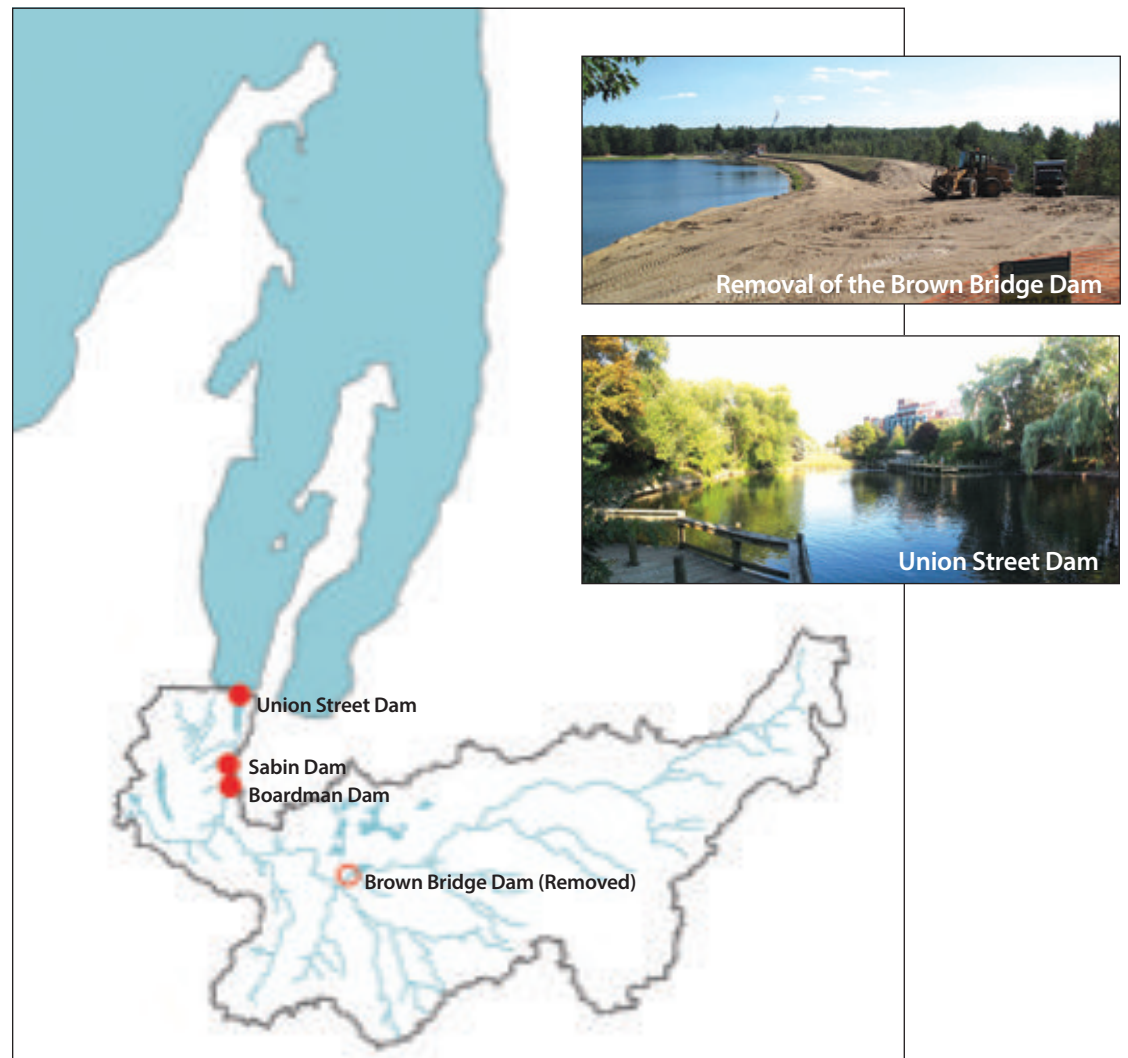 Removal of the Brown Bridge Dam
Union Street Dam
Union Street Dam
Sabin Dam
Boardman Dam
Brown Bridge Dam (Removed)